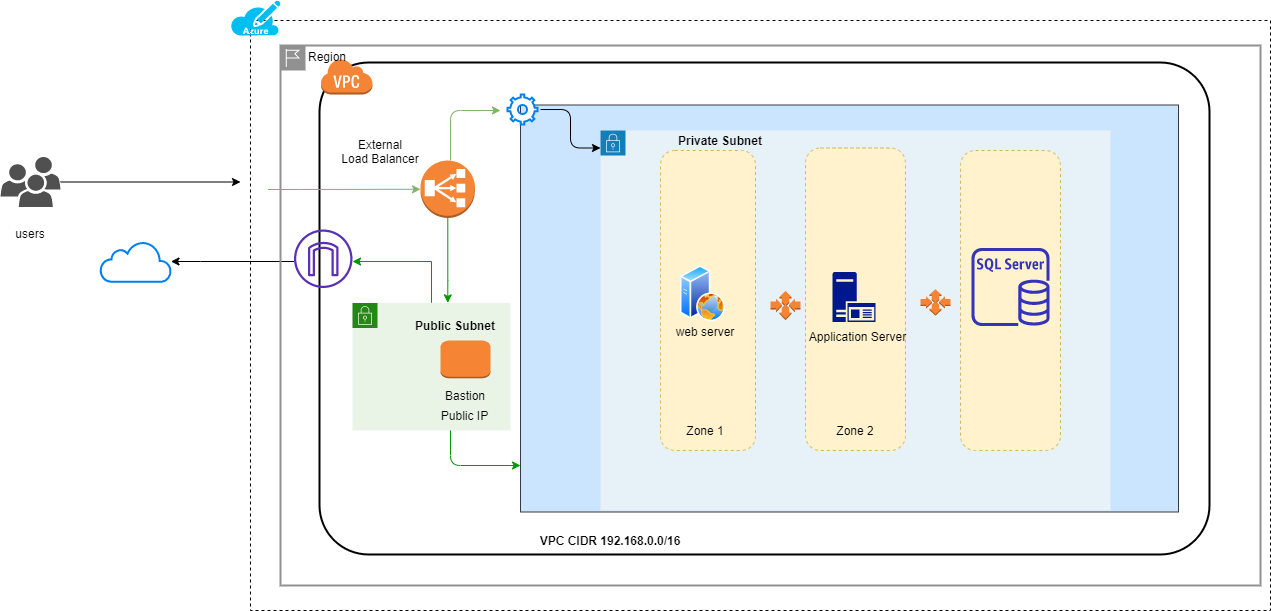 Azure
Region
VPC
External
Load Balancer
users
Private Subnet
Public Subnet
Bastion
Public IP
SQL Server
web server
Application Server
Zone 1
Zone 2
VPC CIDR 192.168.0.0/16